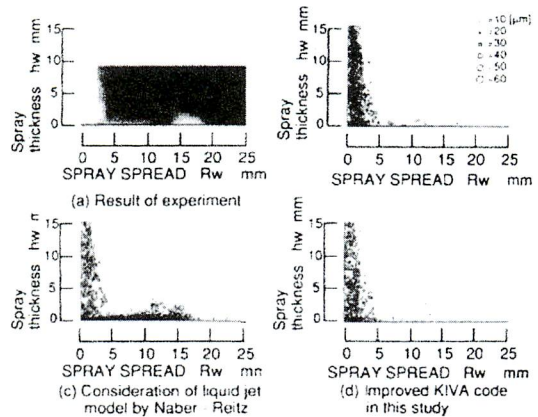 hw mm
15
10
5
0
Spray
thickness
0 5 10 15 20 25
SPRAY SPREAD Rw mm
(a) Result of experiment
hw mm
15
10
5
0
Spray
thickness
10 [μm]
20
30
40
50
60
0 5 10 15 20 25
SPRAY SPREAD Rw mm
hw
15
10
5
0
Spray
thickness
0 5 10 15 20 25
SPRAY SPREAD Rw
(c) Consideration of liquid jet
model by Naber - Reitz
hw mm
15
10
5
0
Spray
thickness
0 5 10 15 20 25
SPRAY SPREAD Rw mm
(d) Improved KIVA code
in this study